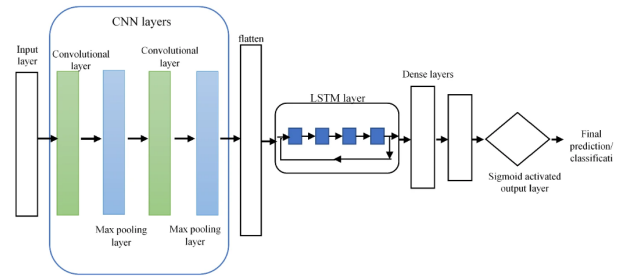 CNN layers
Input
layer
Convolutional
layer
Convolutional
layer
flatten
Max pooling
layer
Max pooling
layer
LSTM layer
Dense layers
Sigmoid activated
output layer
Final
prediction/
classificati